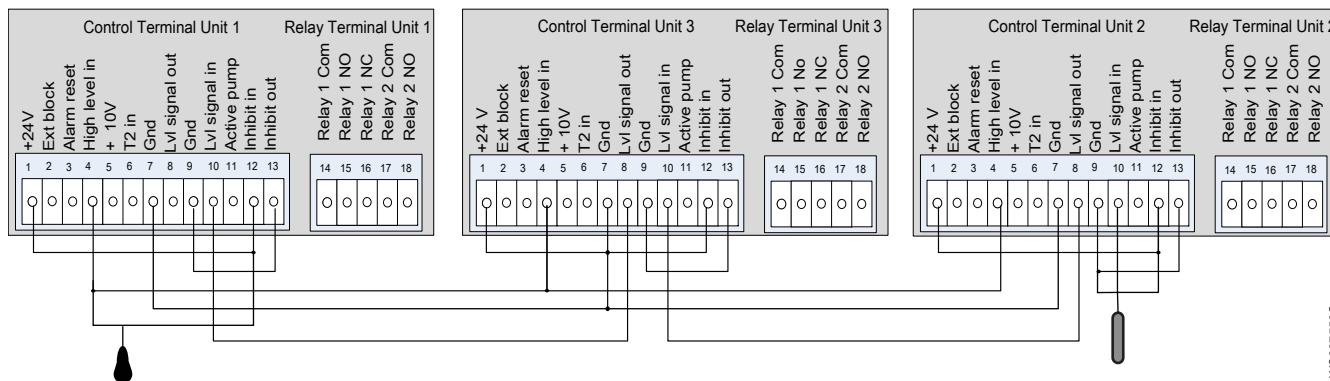 Control Terminal Unit 1
Relay Terminal Unit 1
+24 V
Ext block
Alarm reset
High level in
+ 10V
T2 in
Gnd
Lvl signal out
Gnd
Lvl signal in
Active pump
Inhibit in
Inhibit out
Relay 1 Com
Relay 1 NO
Relay 1 NC
Relay 2 Com
Relay 2 NO
1 2 3 4 5 6 7 8 9 10 11 12 13
14 15 16 17 18
Control Terminal Unit 3
Relay Terminal Unit 3
+24 V
Ext block
Alarm reset
High level in
+ 10V
T2 in
Gnd
Lvl signal out
Gnd
Lvl signal in
Active pump
Inhibit in
Inhibit out
Relay 1 Com
Relay 1 No
Relay 1 NC
Relay 2 Com
Relay 2 NO
1 2 3 4 5 6 7 8 9 10 11 12 13
14 15 16 17 18
Control Terminal Unit 2
Relay Terminal Unit 2
+24 V
Ext block
Alarm reset
High level in
+ 10V
T2 in
Gnd
Lvl signal out
Gnd
Lvl signal in
Active pump
Inhibit in
Inhibit out
Relay 1 Com
Relay 1 NO
Relay 1 NC
Relay 2 Com
Relay 2 NO
1 2 3 4 5 6 7 8 9 10 11 12 13
14 15 16 17 18